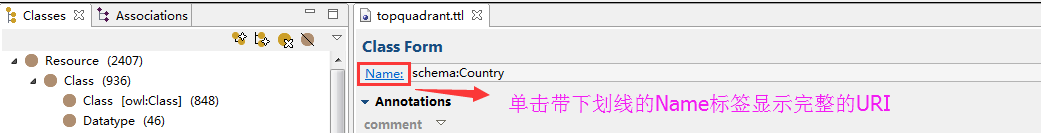 Classes
Associations
Resource (2407)
Class (936)
Class [owl:Class] (848)
Datatype (46)
topquadrant.ttl
Class Form
Name: schema:Country
Annotations
单击带下划线的Name标签显示完整的URI
comment